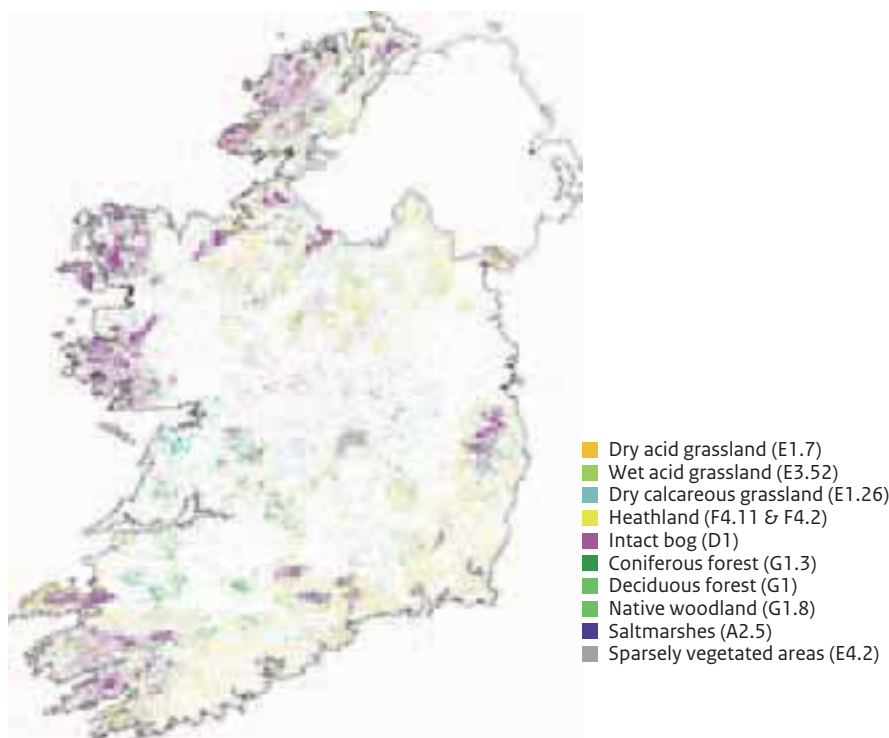 Dry acid grassland (E1.7)
Wet acid grassland (E3.52)
Dry calcareous grassland (E1.26)
Heathland (F4.11 & F4.2)
Intact bog (D1)
Coniferous forest (G1.3)
Deciduous forest (G1)
Native woodland (G1.8)
Saltmarshes (A2.5)
Sparsely vegetated areas (E4.2)